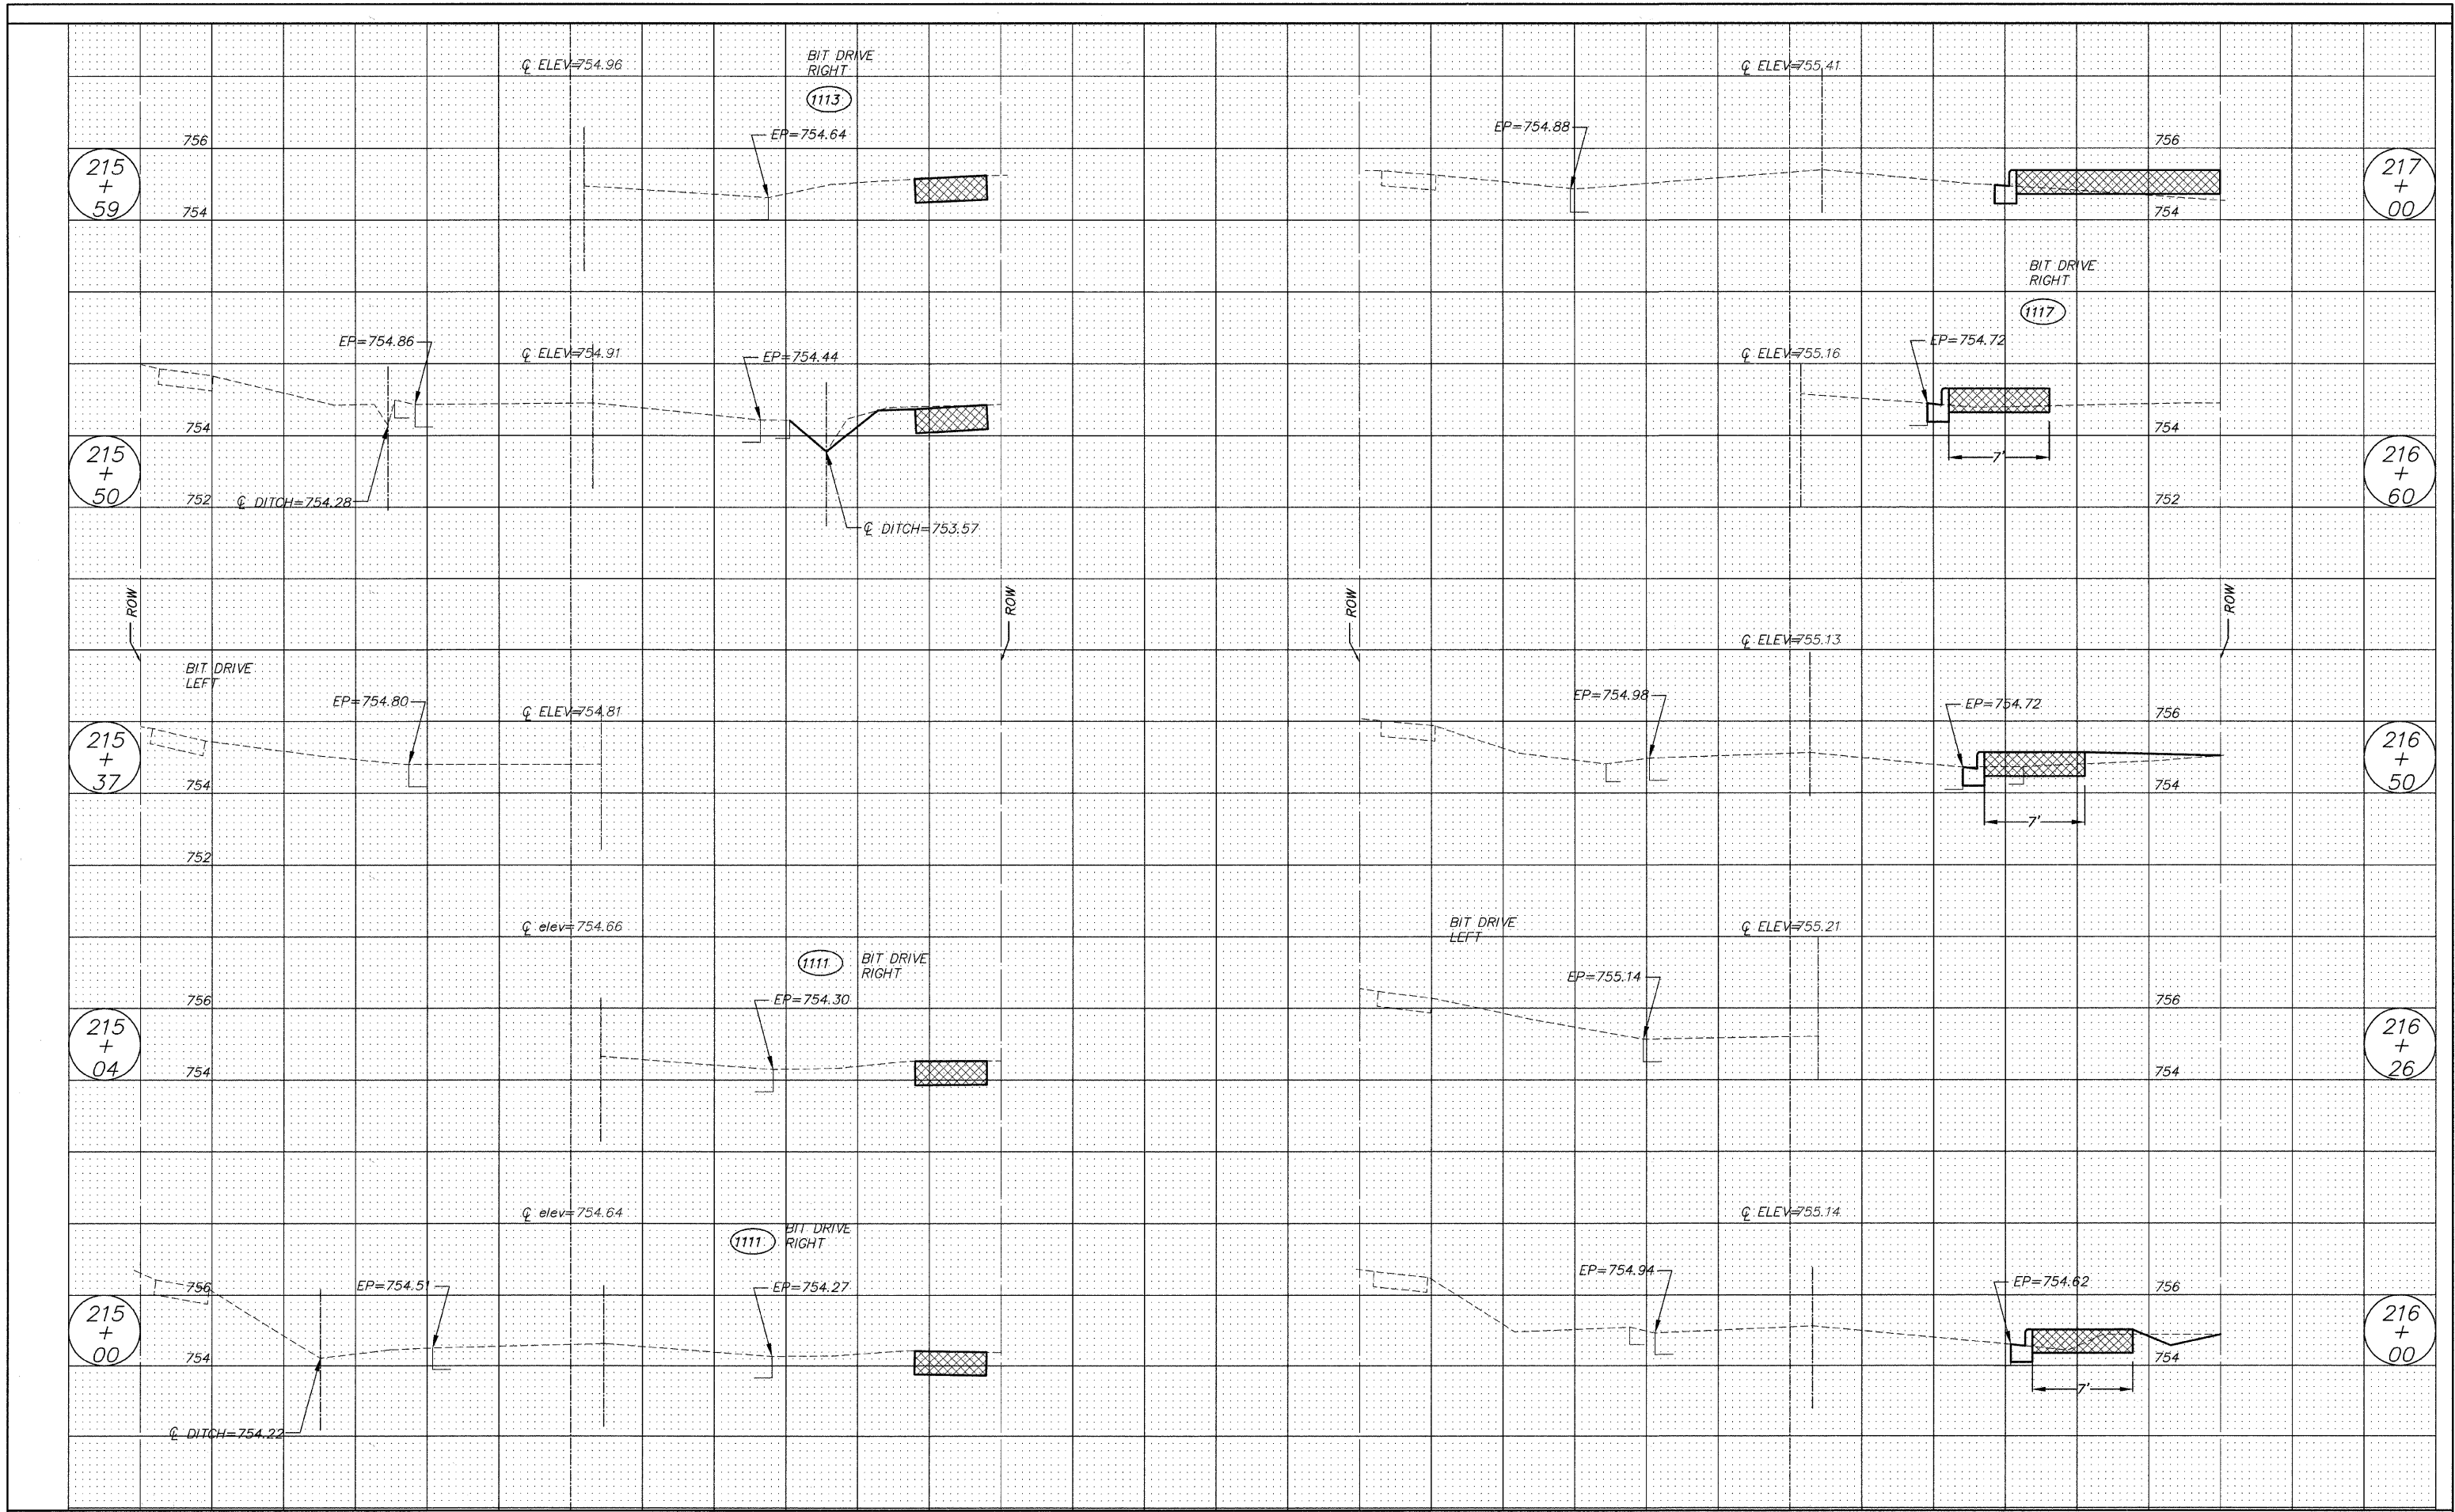 ℄ ELEV=754.96
BIT DRIVE
RIGHT
1113
EP=754.64
756
215
+
59
754
EP=754.86
℄ ELEV=754.91
EP=754.44
754
215
+
50
℄ DITCH=754.28
752
℄ DITCH=753.57
ROW
ROW
BIT DRIVE
LEFT
EP=754.80
℄ ELEV=754.81
215
+
37
754
752
℄ elev=754.66
1111
BIT DRIVE
RIGHT
EP=754.30
756
215
+
04
754
℄ elev=754.64
1111
BIT DRIVE
RIGHT
756
EP=754.51
EP=754.27
215
+
00
754
℄ DITCH=754.22
℄ ELEV=755.41
EP=754.88
756
217
+
00
754
BIT DRIVE
RIGHT
1117
℄ ELEV=755.16
EP=754.72
754
7'
216
+
60
752
ROW
ROW
℄ ELEV=755.13
EP=754.98
EP=754.72
756
216
+
50
754
7'
BIT DRIVE
LEFT
℄ ELEV=755.21
EP=755.14
756
216
+
26
754
℄ ELEV=755.14
EP=754.94
EP=754.62
756
216
+
00
754
7'